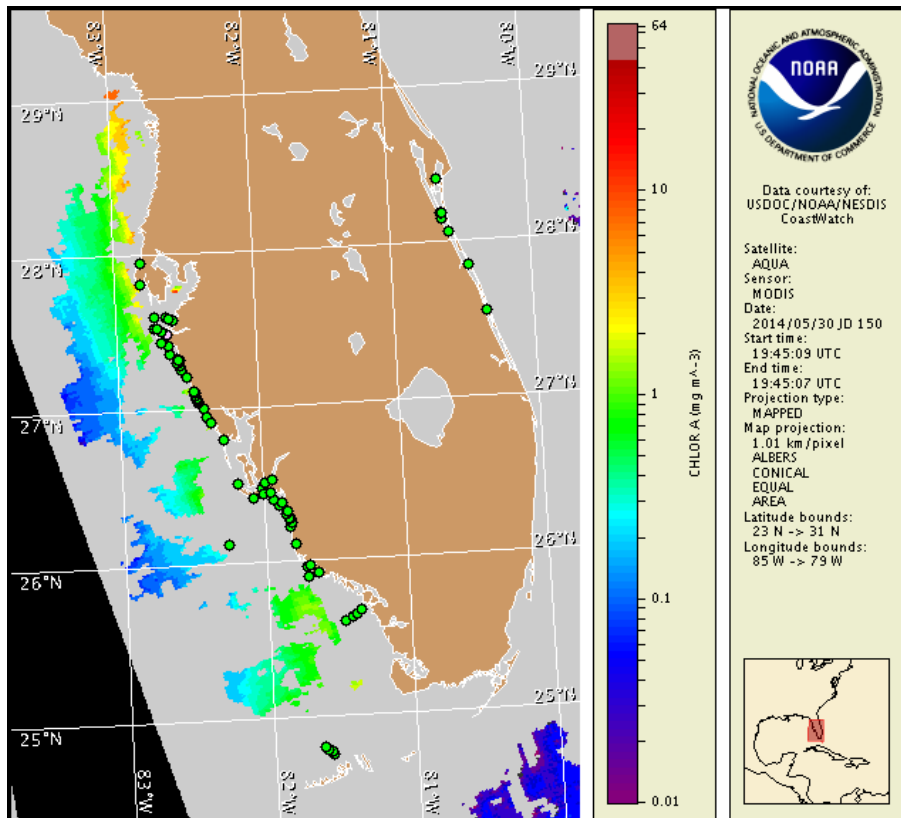 83°W
82°W
81°W
80°W
29°N
29°N
28°N
28°N
27°N
27°N
26°N
26°N
25°N
25°N
83°W
82°W
81°W
64
10
1
0.1
0.01
CHLOR A (mg m^-3)
NATIONAL OCEANIC AND ATMOSPHERIC ADMINISTRATION
NOAA
U.S. DEPARTMENT OF COMMERCE
Data courtesy of:
USDOC/NOAA/NESDIS
CoastWatch
Satellite:
AQUA
Sensor:
MODIS
Date:
2014/05/30 JD 150
Start time:
19:45:09 UTC
End time:
19:45:07 UTC
Projection type:
MAPPED
Map projection:
1.01 km/pixel
ALBERS
CONICAL
EQUAL
AREA
Latitude bounds:
23 N -> 31 N
Longitude bounds:
85 W -> 79 W